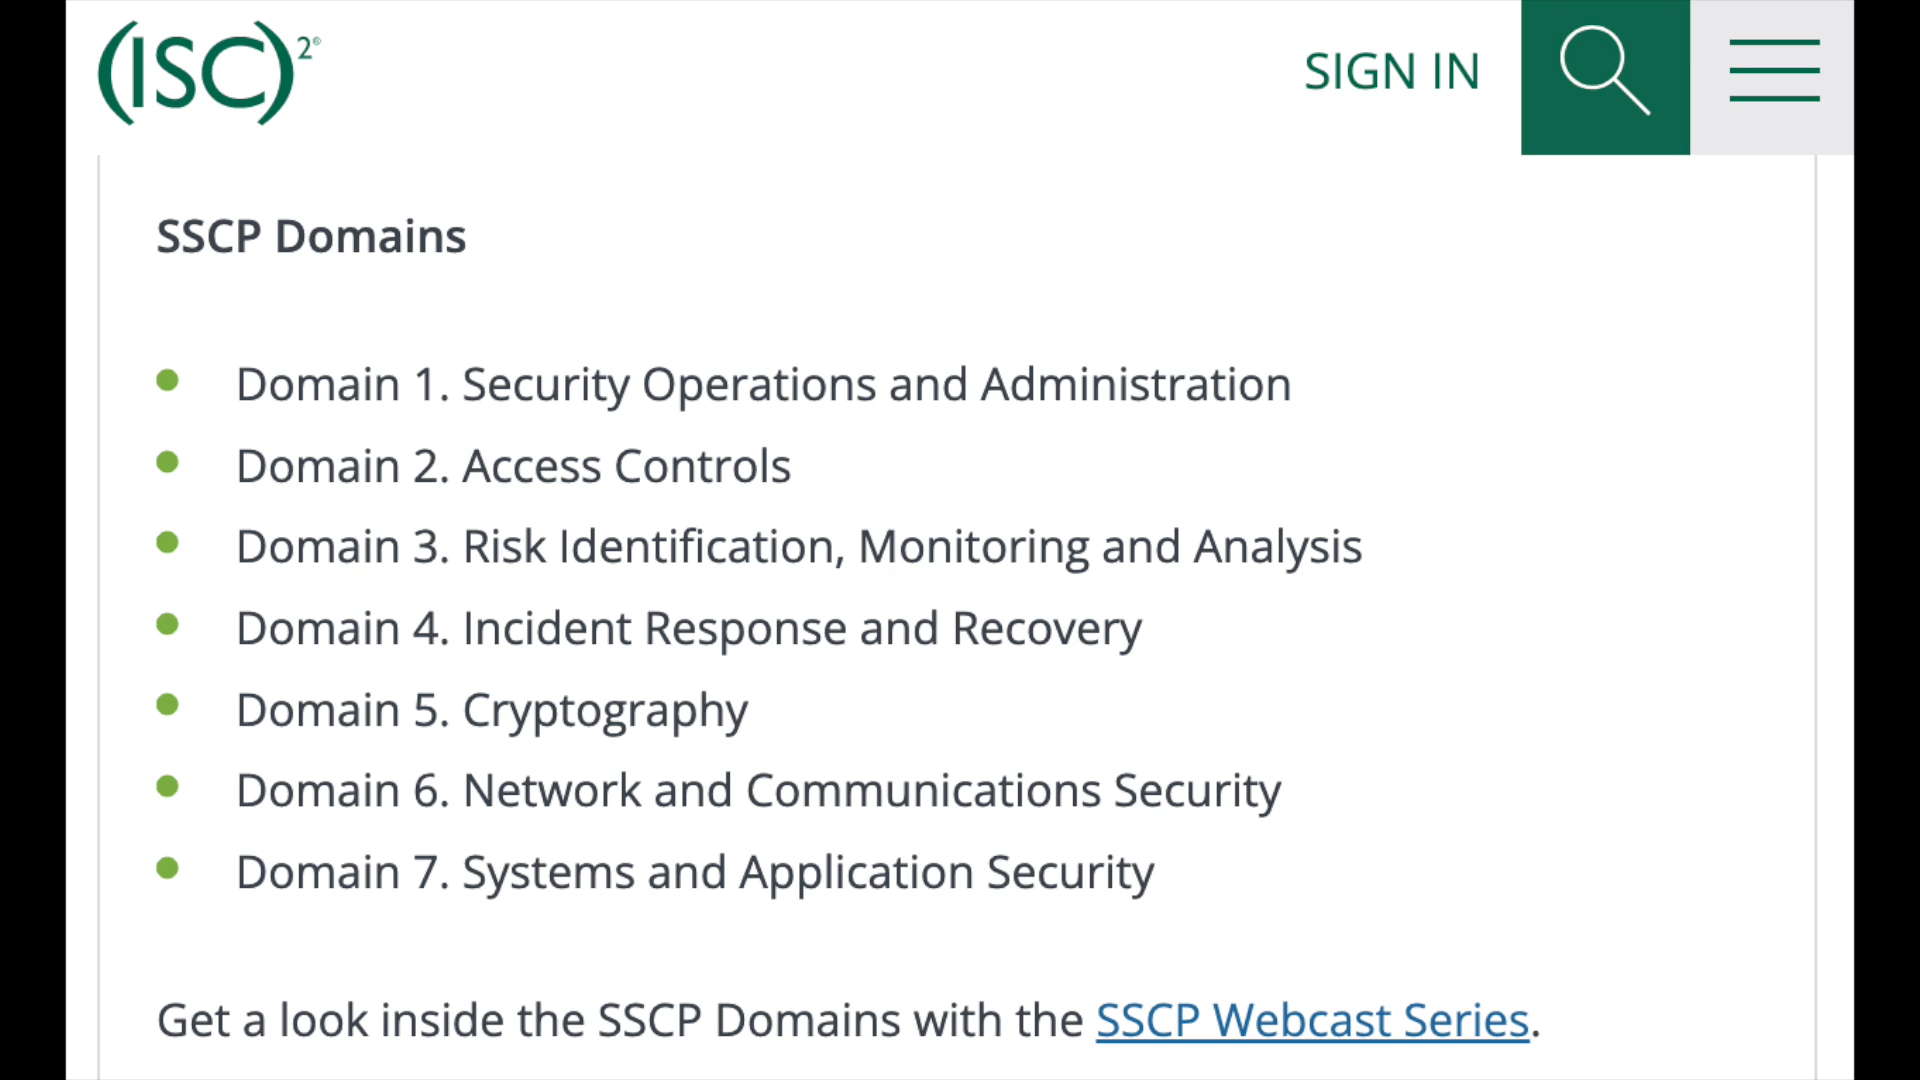 (ISC)2®
SIGN IN
SSCP Domains
Domain 1. Security Operations and Administration
Domain 2. Access Controls
Domain 3. Risk Identification, Monitoring and Analysis
Domain 4. Incident Response and Recovery
Domain 5. Cryptography
Domain 6. Network and Communications Security
Domain 7. Systems and Application Security
Get a look inside the SSCP Domains with the SSCP Webcast Series.